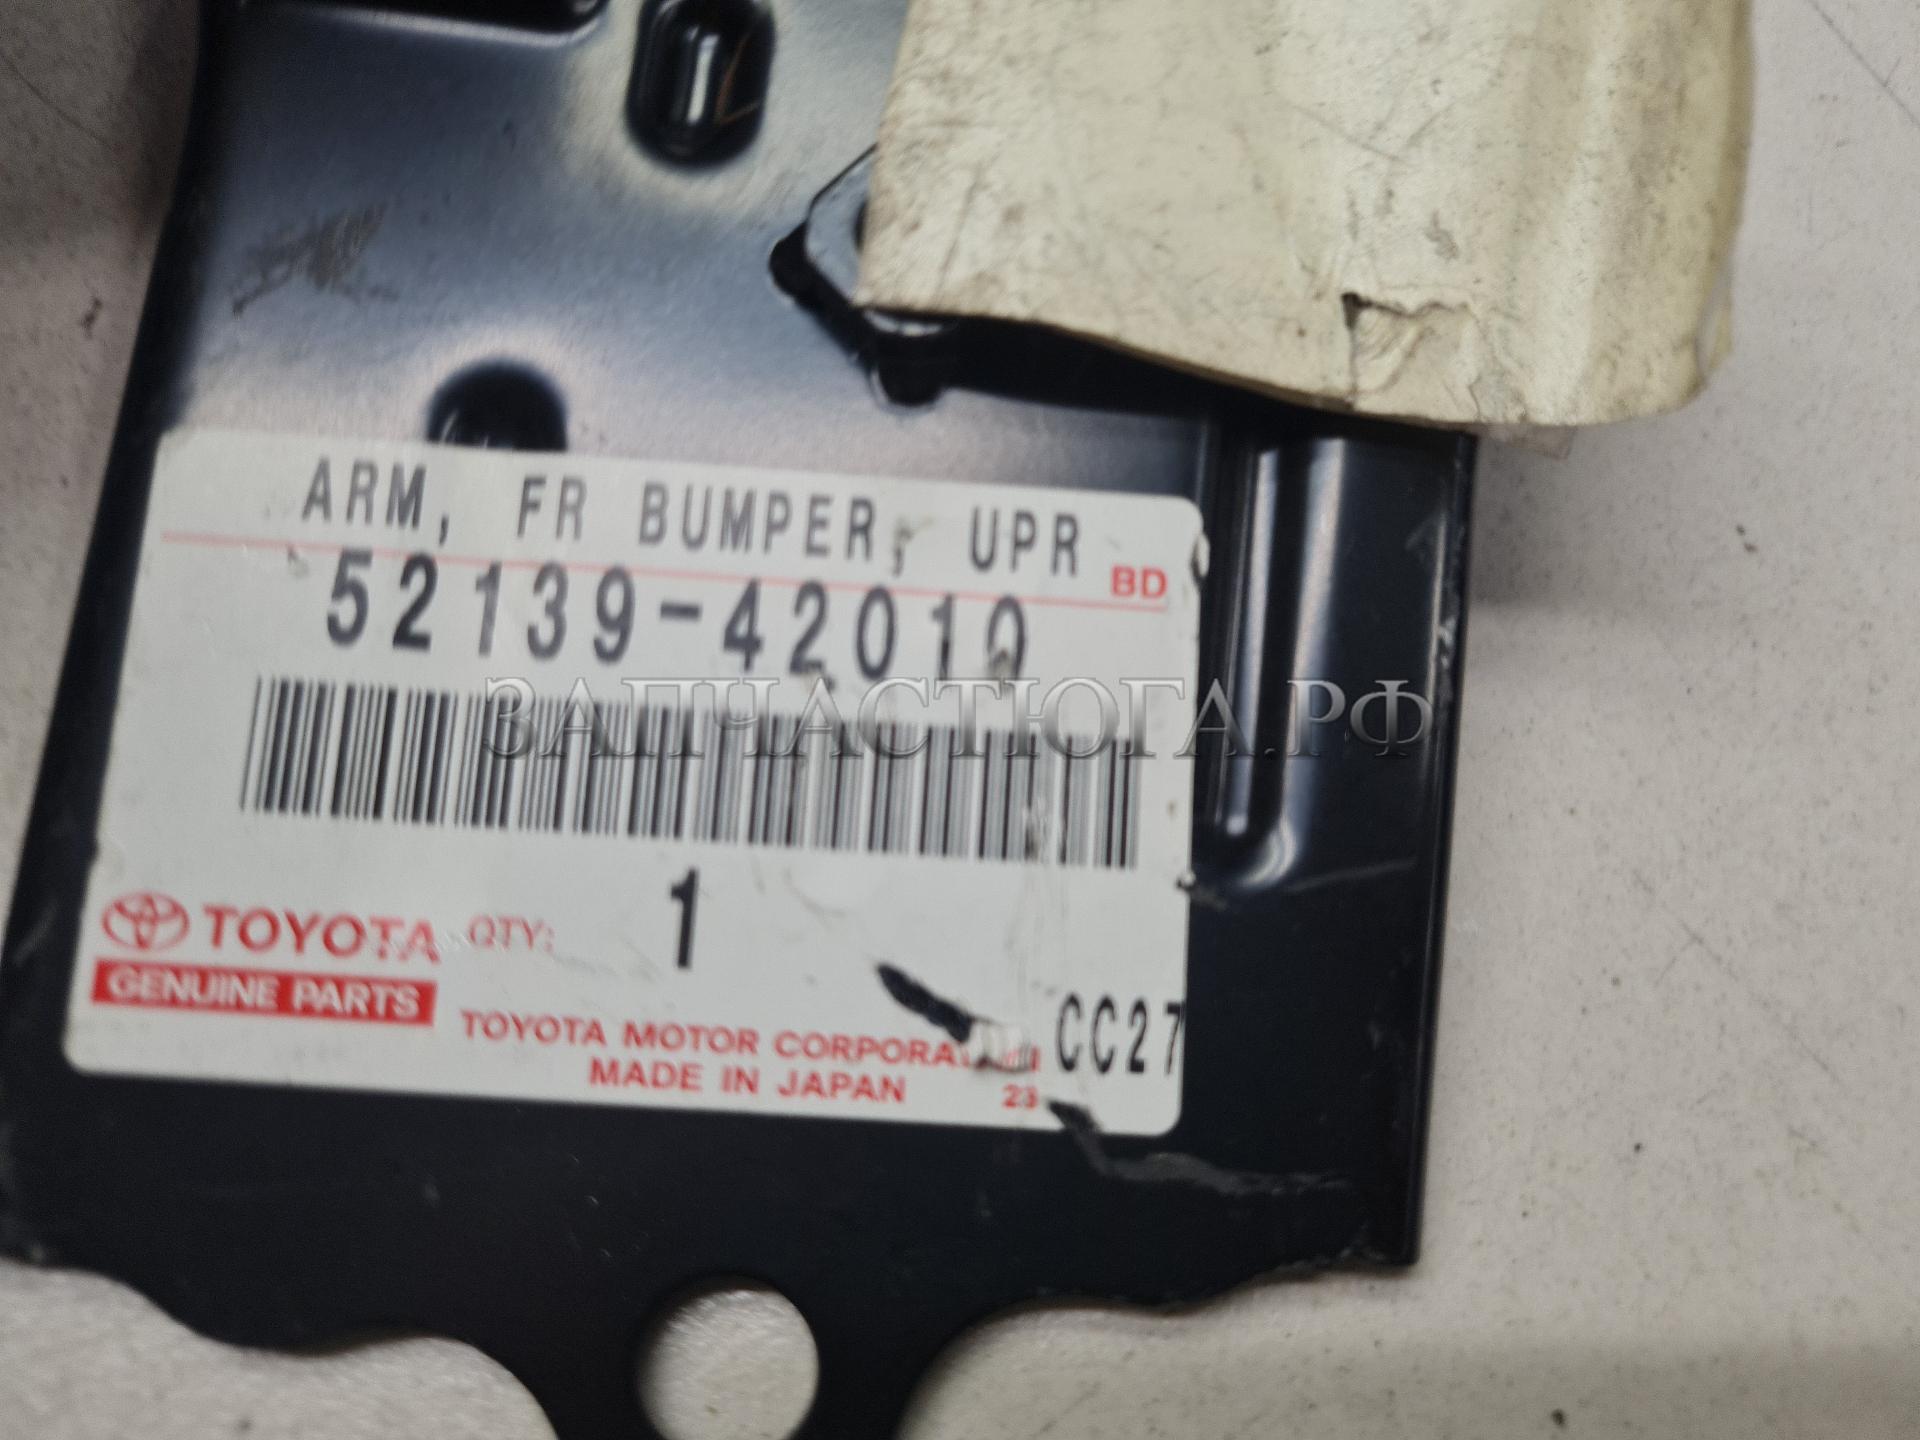 ARM, FR BUMPER, UPR
BD
52139-42010
ЗАПЧАСТЮГА.РФ
1
TOYOTA QTY:
GENUINE PARTS
TOYOTA MOTOR
CC27
MADE IN JAPAN
23